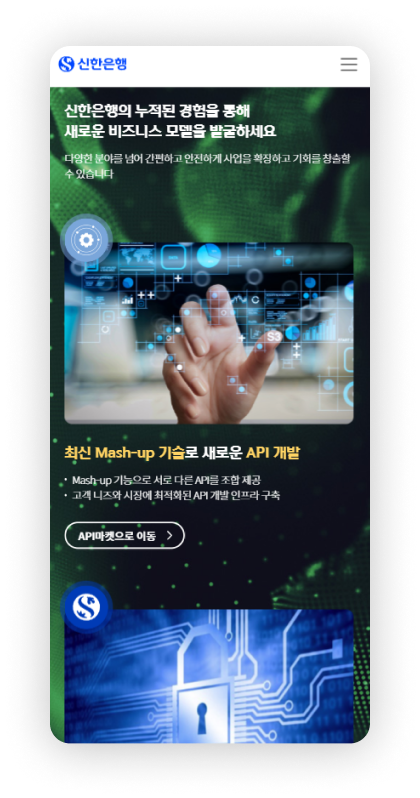 신한은행
신한은행의 누적된 경험을 통해
새로운 비즈니스 모델을 발굴하세요
다양한 분야를 넘어 간편하고 안전하게 사업을 확장하고 기회를 창출할
수 있습니다
S3
최신 Mash-up 기술로 새로운 API 개발
• Mash-up 기능으로 서로 다른 API를 조합 제공
• 고객 니즈와 시장에 최적화된 API 개발 인프라 구축
API마켓으로 이동